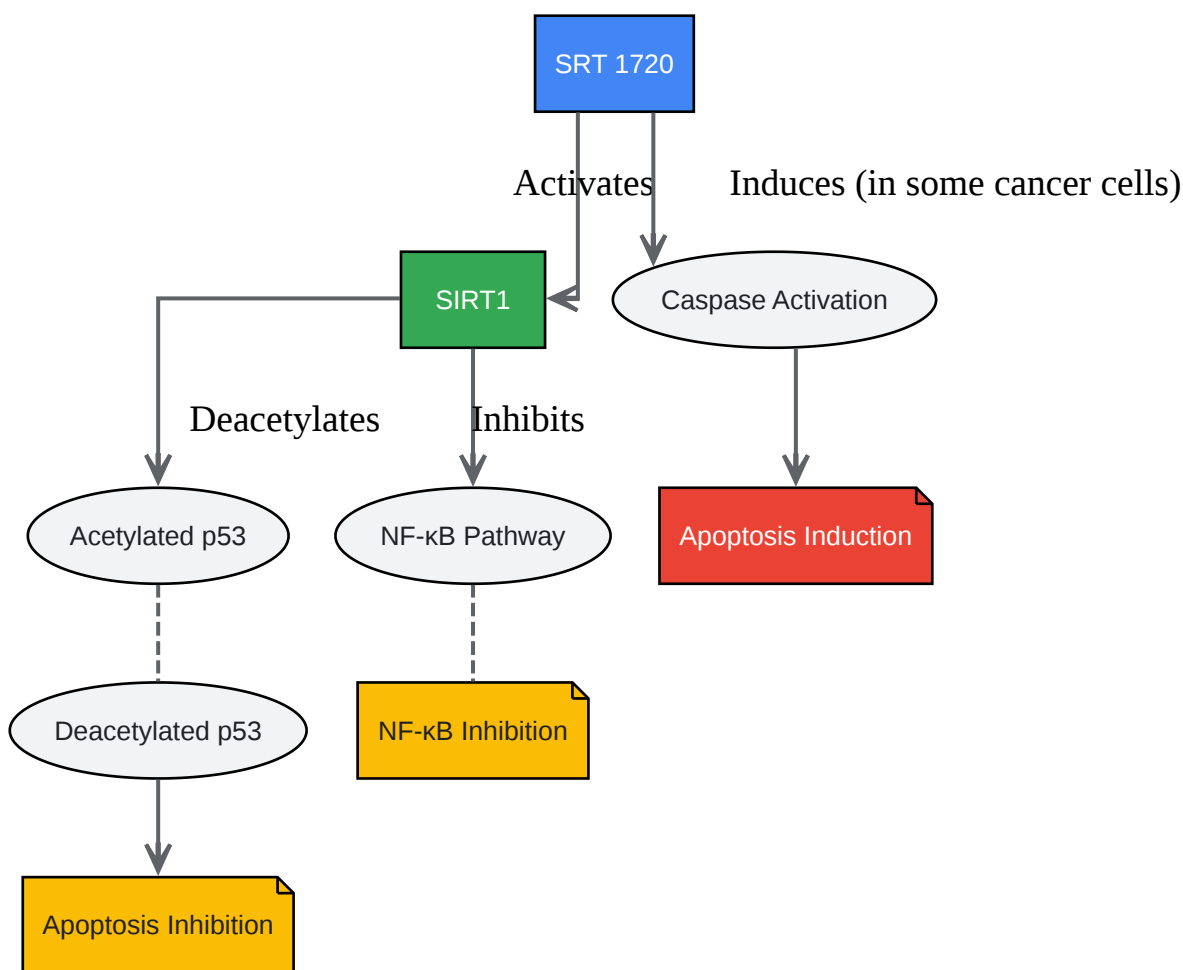 SRT 1720
Activates
Induces (in some cancer cells)
SIRT1
Caspase Activation
Deacetylates
Inhibits
Acetylated p53
NF-κB Pathway
Apoptosis Induction
Deacetylated p53
NF-κB Inhibition
Apoptosis Inhibition